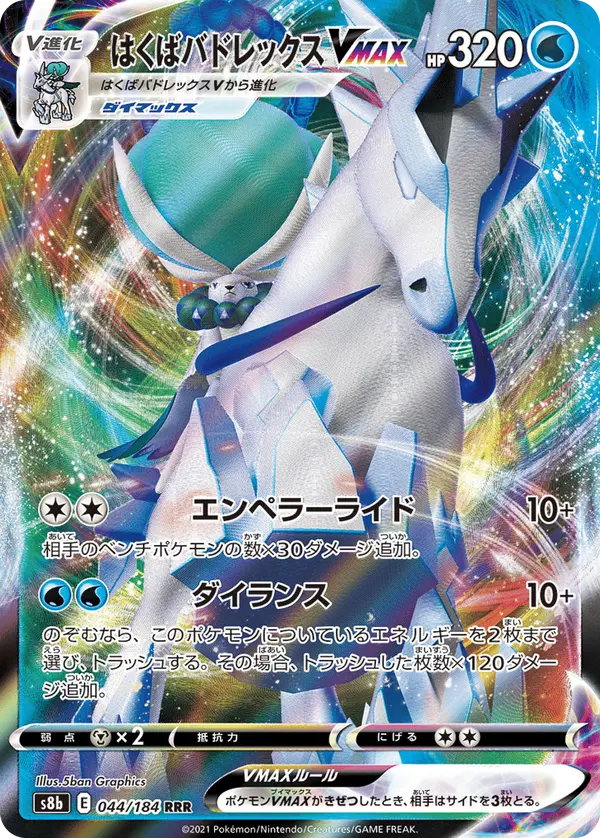 V進化
はくばバドレックスVMAX
HP320
はくばバドレックスVから進化
ダイマックス
エンペラーライド 10+
相手のベンチポケモンの数×30ダメージ追加。
ダイランス 10+
のぞむなら、このポケモンについているエネルギーを2枚まで
選び、トラッシュする。その場合、トラッシュした枚数×120ダメー
ジ追加。
弱点 ×2 抵抗力 にげる
Illus.5ban Graphics
VMAXルール
s8b E 044/184 RRR
ポケモンVMAXがきぜつしたとき、相手はサイドを3枚とる。
©2021 Pokémon/Nintendo/Creatures/GAME FREAK.